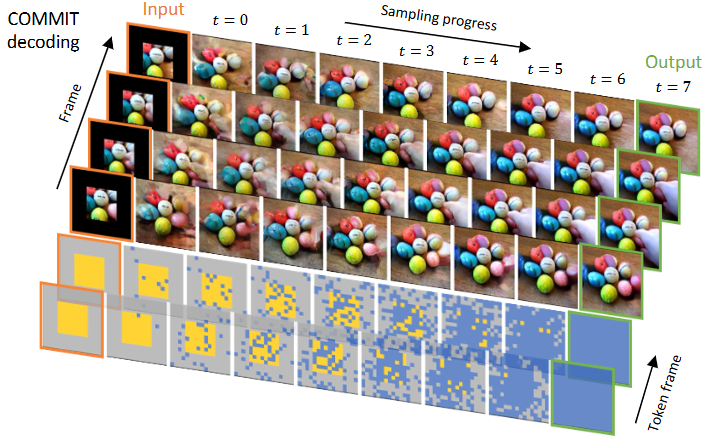 COMMIT
decoding
Input
Sampling progress
t = 0
t = 1
t = 2
t = 3
t = 4
t = 5
t = 6
t = 7
Output
Frame
Token frame